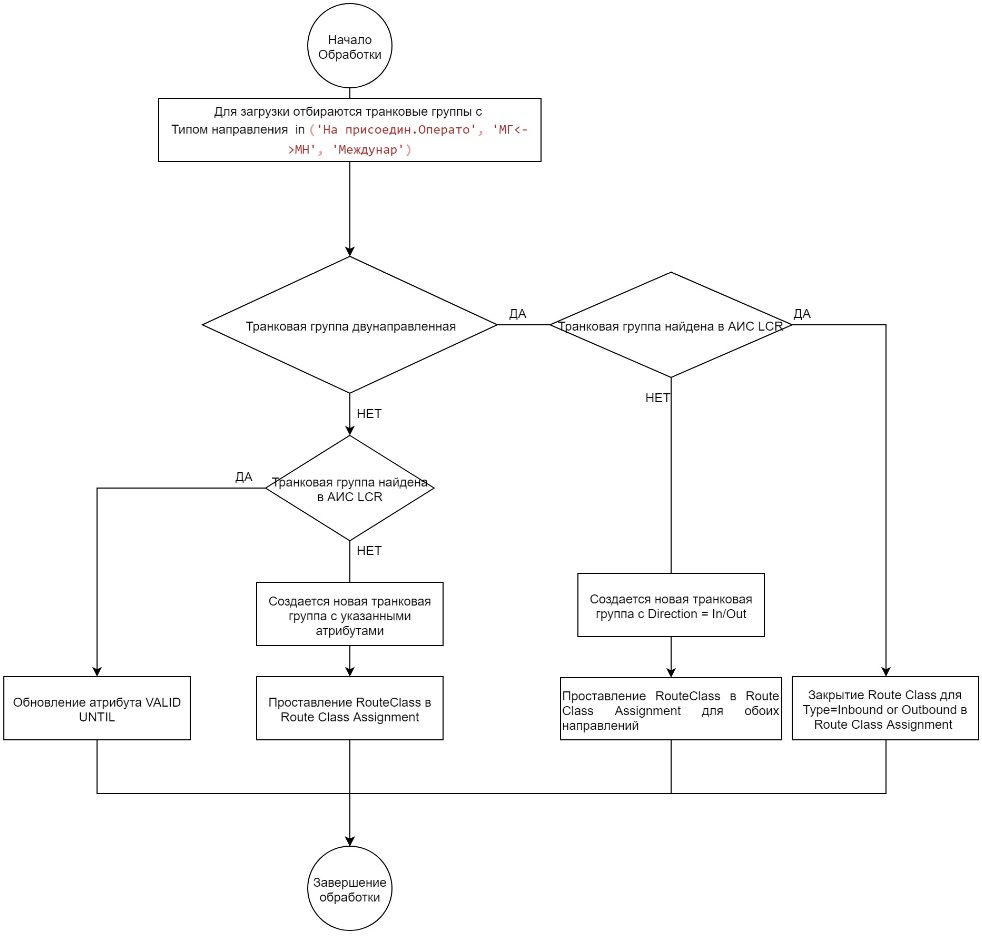 Начало
Обработки
Для загрузки отбираются транковые группы с
Типом направления in ('На присоедин.Операто', 'МГ<-
>МН', 'Междунар')
Транковая группа двунаправленная
ДА
Транковая группа найдена в АИС LCR
ДА
НЕТ
НЕТ
Транковая группа найдена
в АИС LCR
ДА
НЕТ
Создается новая транковая
группа с указанными
атрибутами
Создается новая транковая
группа с Direction = In/Out
Обновление атрибута VALID
UNTIL
Проставление RouteClass в
Route Class Assignment
Проставление RouteClass в Route
Class Assignment для обоих
направлений
Закрытие Route Class для
Type=Inbound or Outbound в
Route Class Assignment
Завершение
обработки